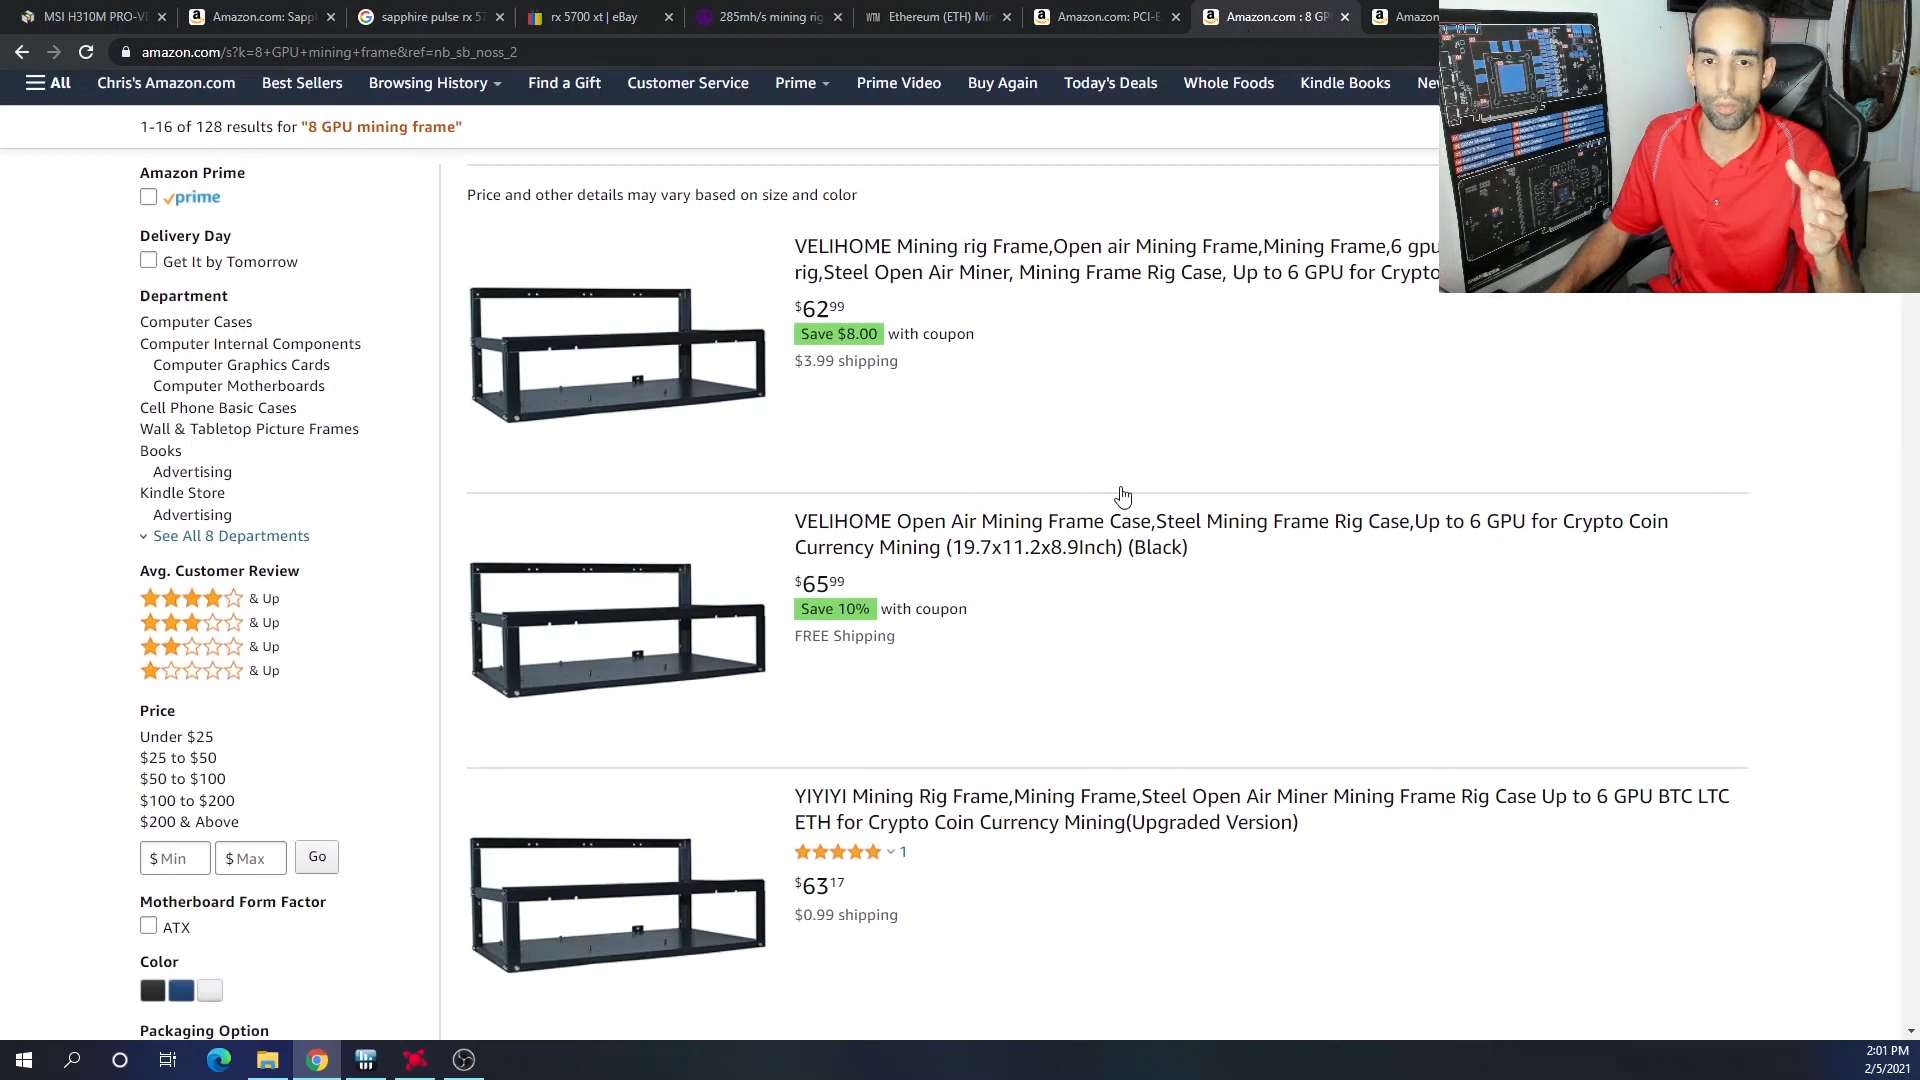 MSI H310M PRO-VI
Amazon.com: Sapp
sapphire pulse rx 57
rx 5700 xt | eBay
285mh/s mining rig
Ethereum (ETH) Min
Amazon.com: PCI-E
Amazon.com : 8 GP
Amazon
amazon.com/s?k=8+GPU+mining+frame&ref=nb_sb_noss_2
All
Chris's Amazon.com
Best Sellers
Browsing History
Find a Gift
Customer Service
Prime
Prime Video
Buy Again
Today's Deals
Whole Foods
Kindle Books
Ne
1-16 of 128 results for "8 GPU mining frame"
Amazon Prime
prime
Delivery Day
Get It by Tomorrow
Department
Computer Cases
Computer Internal Components
Computer Graphics Cards
Computer Motherboards
Cell Phone Basic Cases
Wall & Tabletop Picture Frames
Books
Advertising
Kindle Store
Advertising
See All 8 Departments
Avg. Customer Review
& Up
& Up
& Up
& Up
Price
Under $25
$25 to $50
$50 to $100
$100 to $200
$200 & Above
$ Min
$ Max
Go
Motherboard Form Factor
ATX
Color
Packaging Option
Price and other details may vary based on size and color
VELIHOME Mining rig Frame,Open air Mining Frame,Mining Frame,6 gpu
rig,Steel Open Air Miner, Mining Frame Rig Case, Up to 6 GPU for Crypto
$62.99
Save $8.00 with coupon
$3.99 shipping
VELIHOME Open Air Mining Frame Case,Steel Mining Frame Rig Case,Up to 6 GPU for Crypto Coin
Currency Mining (19.7x11.2x8.9Inch) (Black)
$65.99
Save 10% with coupon
FREE Shipping
YIYIYI Mining Rig Frame,Mining Frame,Steel Open Air Miner Mining Frame Rig Case Up to 6 GPU BTC LTC
ETH for Crypto Coin Currency Mining(Upgraded Version)
1
$63.17
$0.99 shipping
2:01 PM
2/5/2021